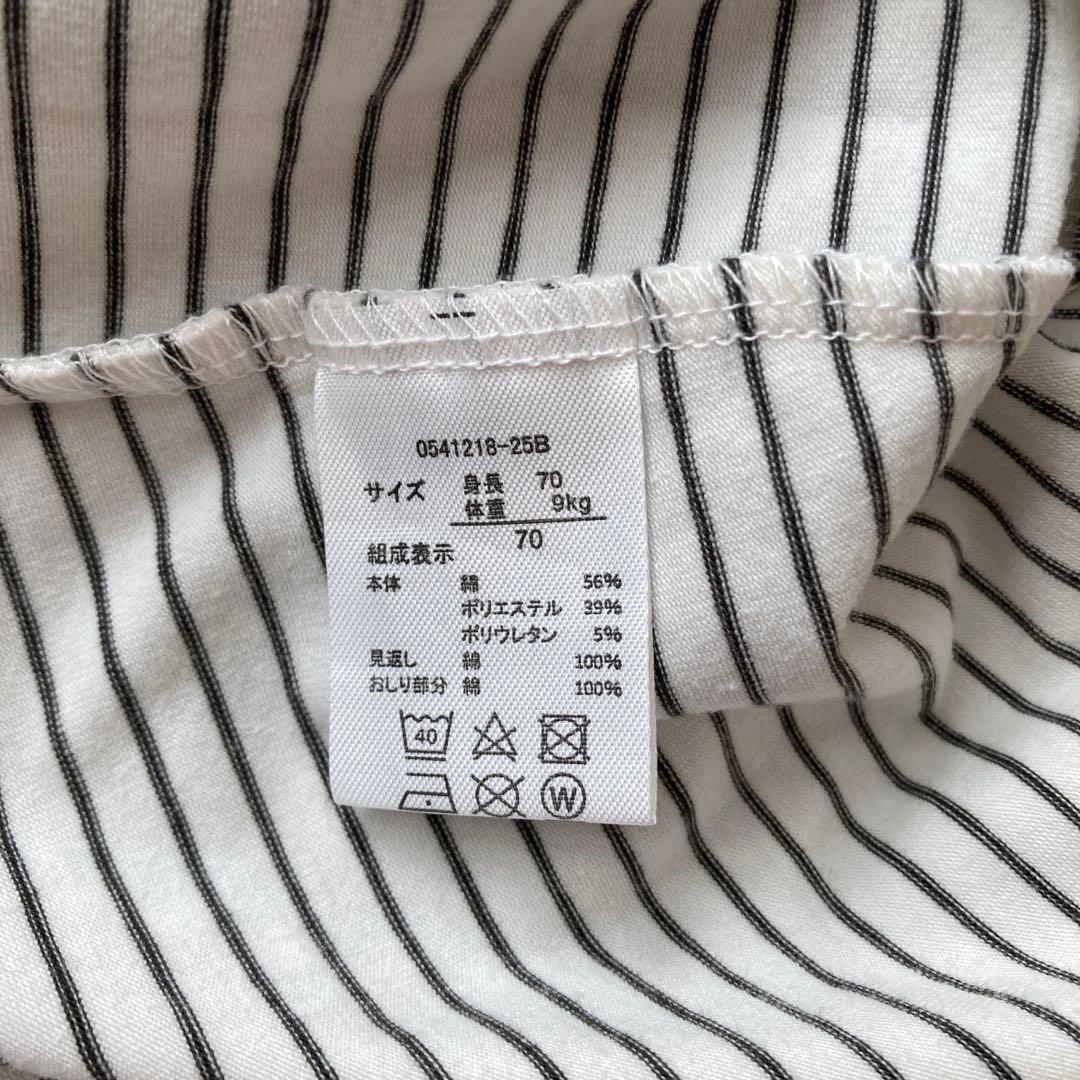 0541218-25B
サイズ 身長 70
体重 9kg
70
組成表示
本体 綿 56%
ポリエステル 39%
ポリウレタン 5%
見返し 綿 100%
おしり部分 綿 100%
40
W